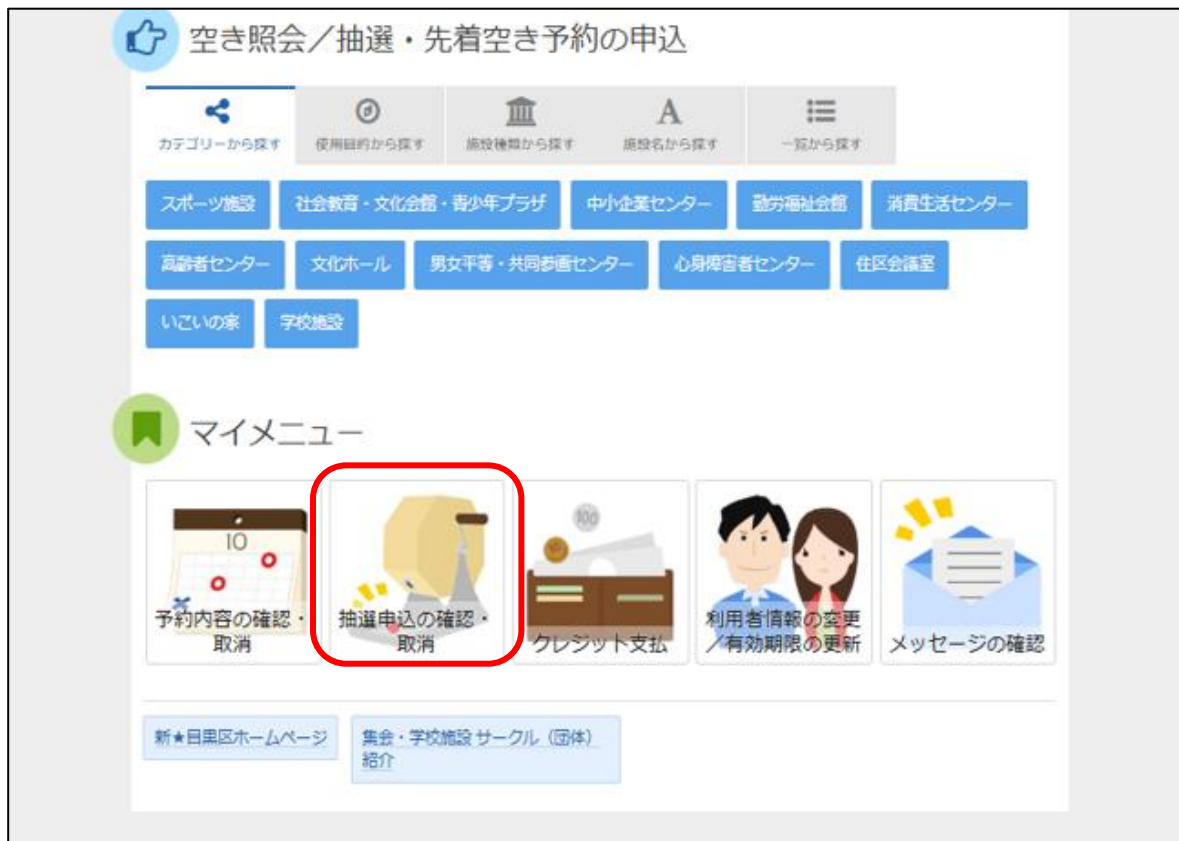 空き照会／抽選・先着空き予約の申込
カテゴリーから探す
使用目的から探す
施設種類から探す
A
施設名から探す
一覧から探す
スポーツ施設
社会教育・文化会館・青少年プラザ
中小企業センター
勤労福祉会館
消費生活センター
高齢者センター
文化ホール
男女平等・共同参画センター
心身障害者センター
住区会議室
いこいの家
学校施設
マイメニュー
10
予約内容の確認・
取消
抽選申込の確認・
取消
100
クレジット支払
利用者情報の変更
／有効期限の更新
メッセージの確認
新★目黒区ホームページ
集会・学校施設 サークル（団体）
紹介